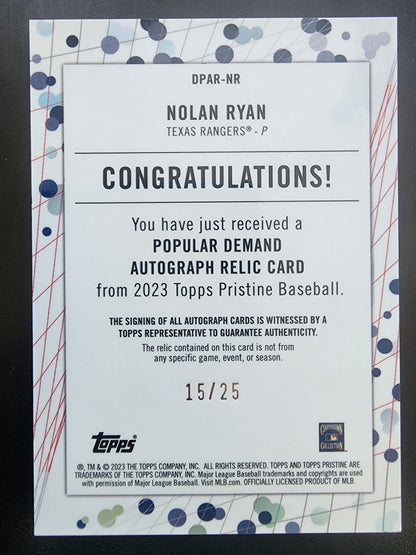 DPAR-NR
NOLAN RYAN
TEXAS RANGERS® - P
CONGRATULATIONS!
You have just received a
POPULAR DEMAND
AUTOGRAPH RELIC CARD
from 2023 Topps Pristine Baseball.
THE SIGNING OF ALL AUTOGRAPH CARDS IS WITNESSED BY A
TOPPS REPRESENTATIVE TO GUARANTEE AUTHENTICITY.
The relic contained on this card is not from
any specific game, event, or season.
15/25
topps
COOPERSTOWN
COLLECTION
®, TM & © 2023 THE TOPPS COMPANY, INC. ALL RIGHTS RESERVED. TOPPS AND TOPPS PRISTINE ARE
TRADEMARKS OF THE TOPPS COMPANY, INC. Major League Baseball trademarks and copyrights are used
with permission of Major League Baseball. Visit MLB.com. OFFICIALLY LICENSED PRODUCT OF MLB.